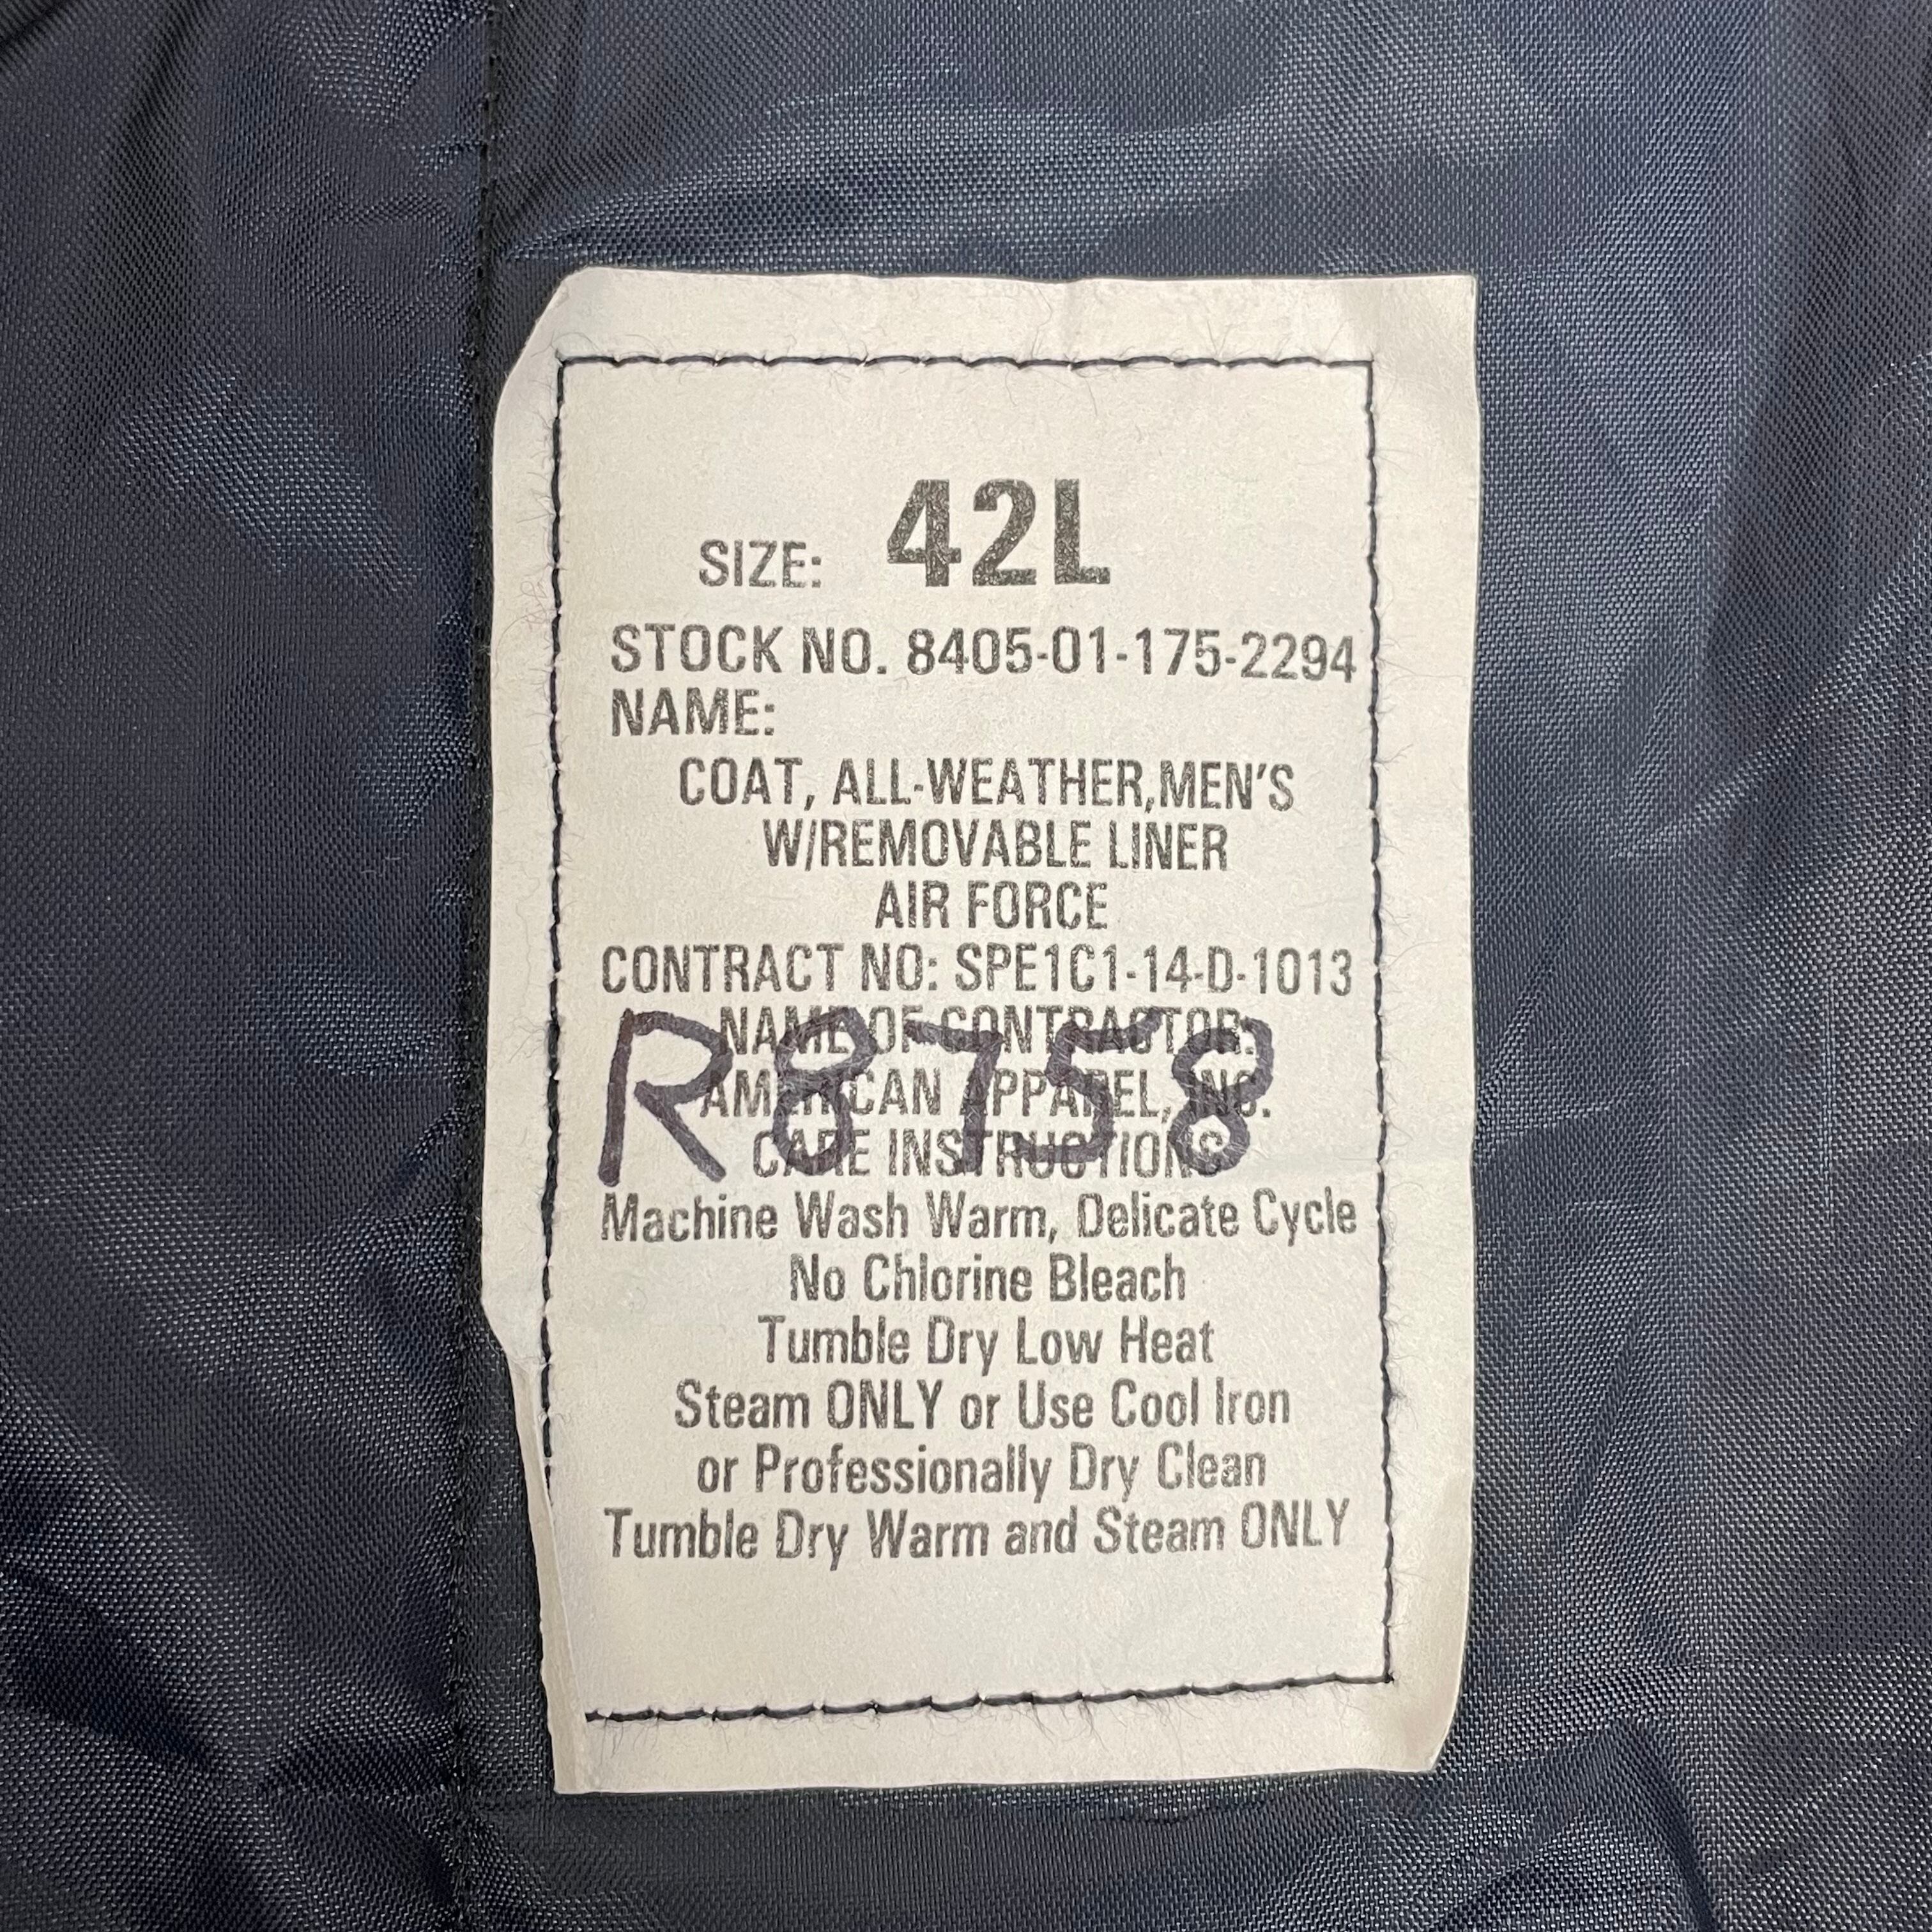 SIZE: 42L
STOCK NO. 8405-01-175-2294
NAME:
COAT, ALL-WEATHER,MEN'S
W/REMOVABLE LINER
AIR FORCE
CONTRACT NO: SPE1C1-14-D-1013
NAME OF CONTRACTOR:
R8758
AMERICAN APPAREL, INC.
CARE INSTRUCTIONS
Machine Wash Warm, Delicate Cycle
No Chlorine Bleach
Tumble Dry Low Heat
Steam ONLY or Use Cool Iron
or Professionally Dry Clean
Tumble Dry Warm and Steam ONLY